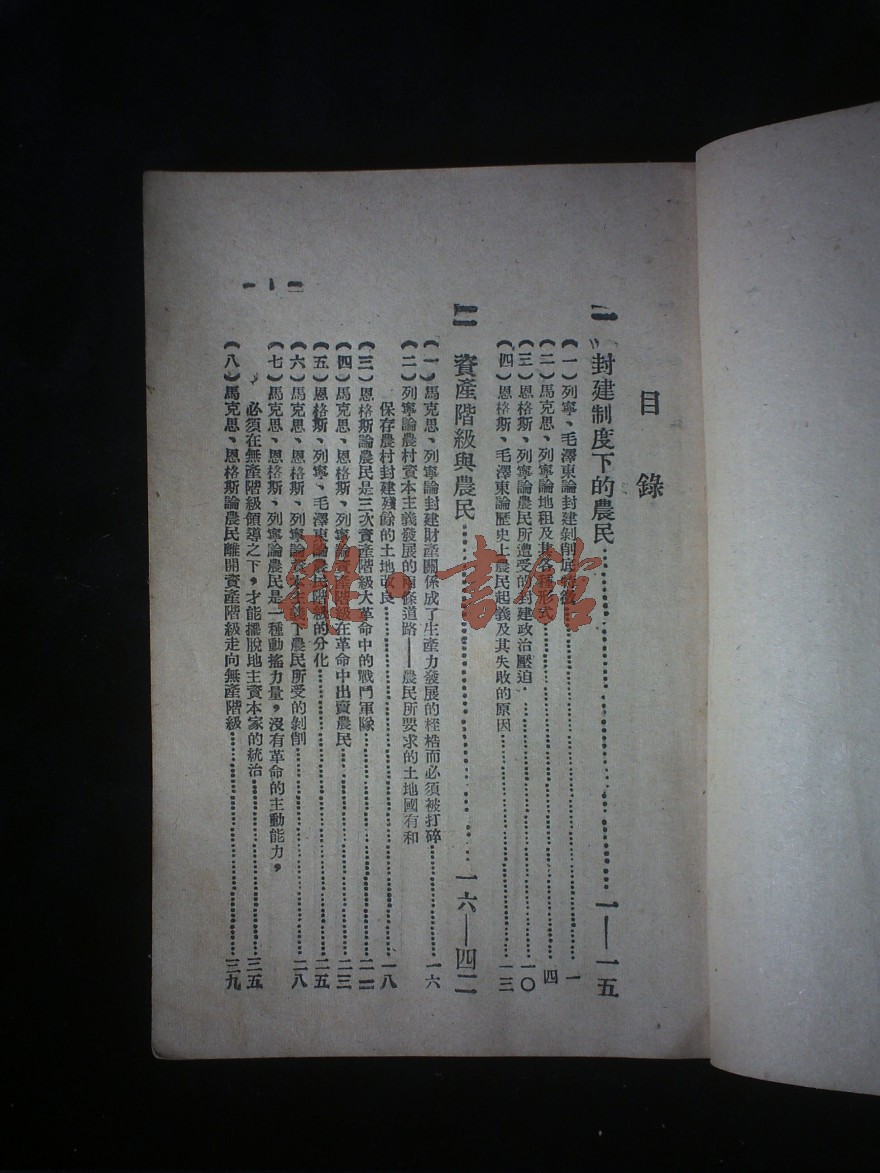 目錄
一 封建制度下的農民……一——一五
(一)列寧、毛澤東論封建剝削底特徵……一
(二)馬克思、列寧論地租及其各種形式……四
(三)恩格斯、列寧論農民所遭受的封建政治壓迫……一〇
(四)恩格斯、毛澤東論歷史上農民起義及其失敗的原因……一三
二 資產階級與農民……一六——四二
(一)馬克思、列寧論封建財產關係成了生產力發展的桎梏而必須被打碎……一六
(二)列寧論農村資本主義發展的兩條道路——農民所要求的土地國有和
保存農村封建殘餘的土地改良……一八
(三)恩格斯論農民是三次資產階級大革命中的戰鬥軍隊……二一
(四)馬克思、恩格斯、列寧論資產階級在革命中出賣農民……二三
(五)恩格斯、列寧、毛澤東論農民階級的分化……二五
(六)馬克思、恩格斯、列寧論資本主義下農民所受的剝削……二八
(七)馬克思、恩格斯、列寧論農民是一種動搖力量,沒有革命的主動能力,
必須在無產階級領導之下,才能擺脫地主資本家的統治……三五
(八)馬克思、恩格斯論農民離開資產階級走向無產階級……三九
— 1 —
書館